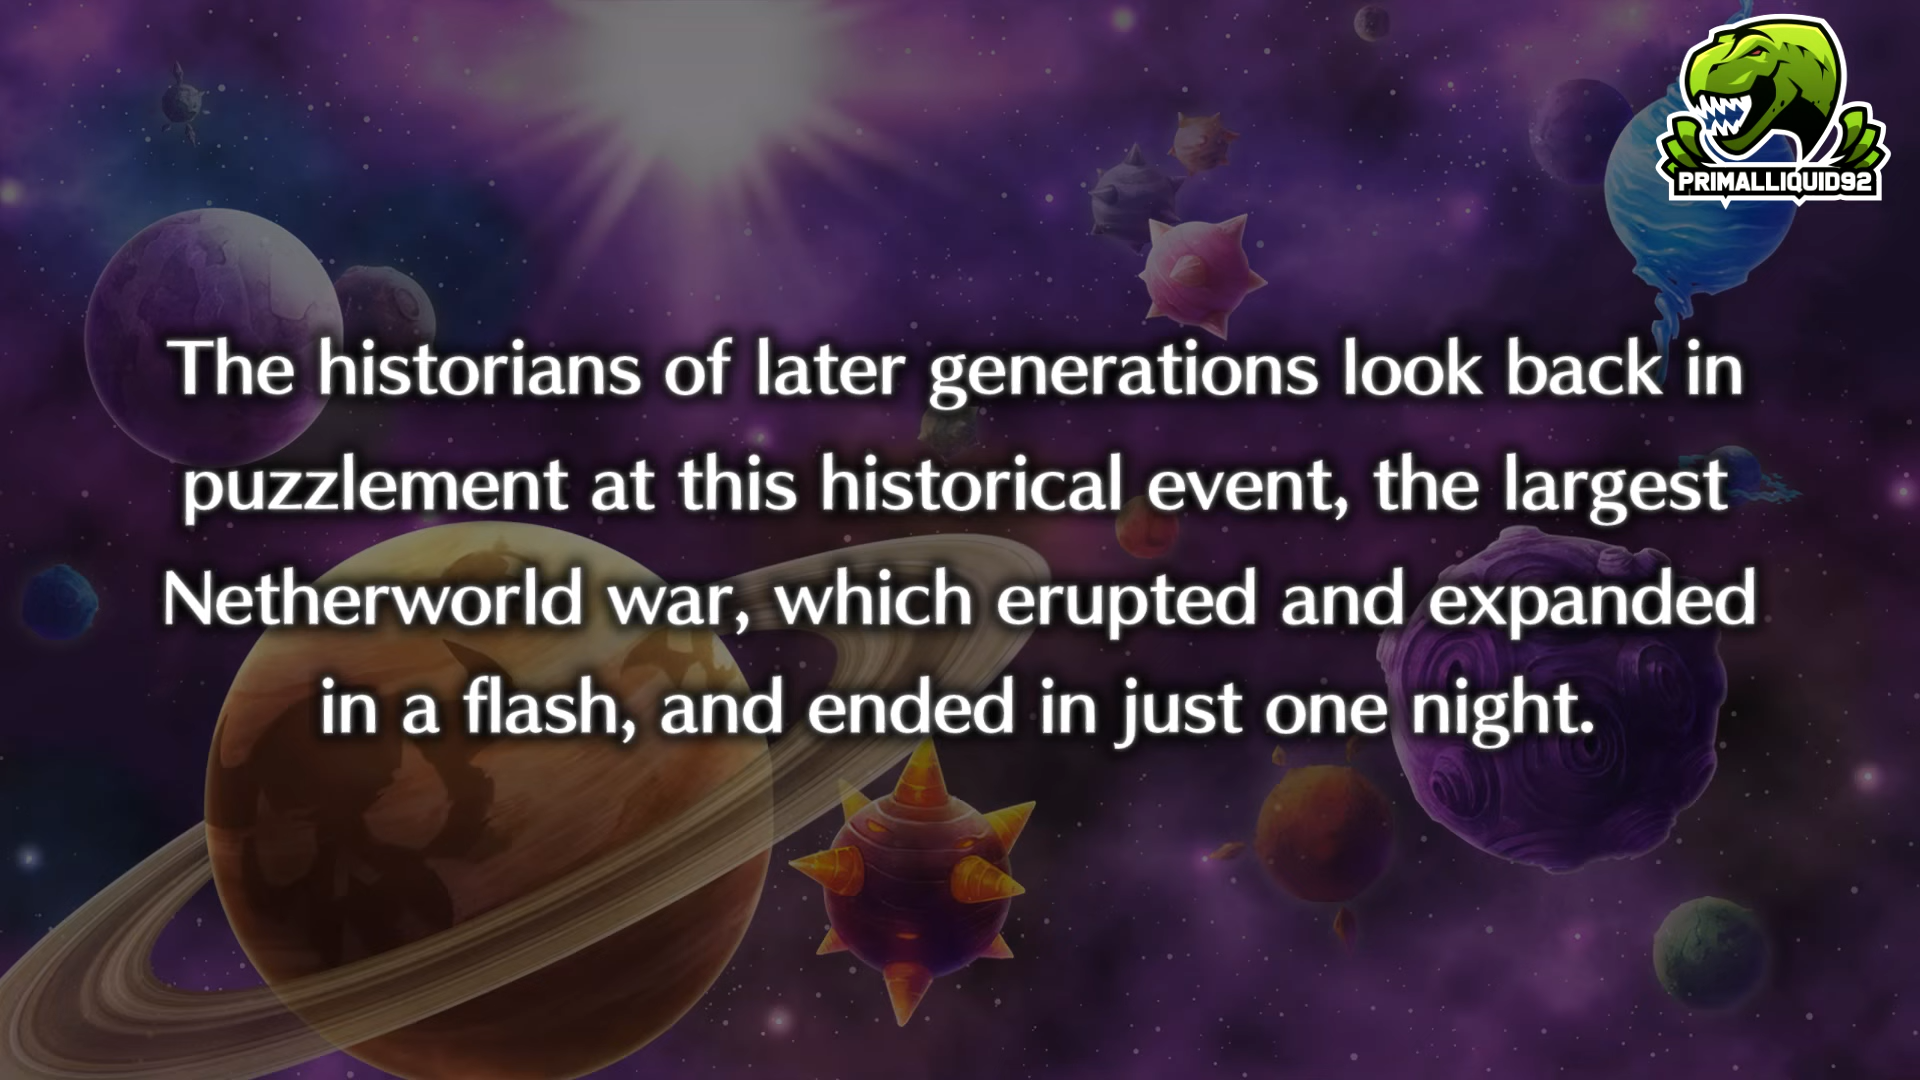 PRIMALLIQUID92
The historians of later generations look back in
puzzlement at this historical event, the largest
Netherworld war, which erupted and expanded
in a flash, and ended in just one night.